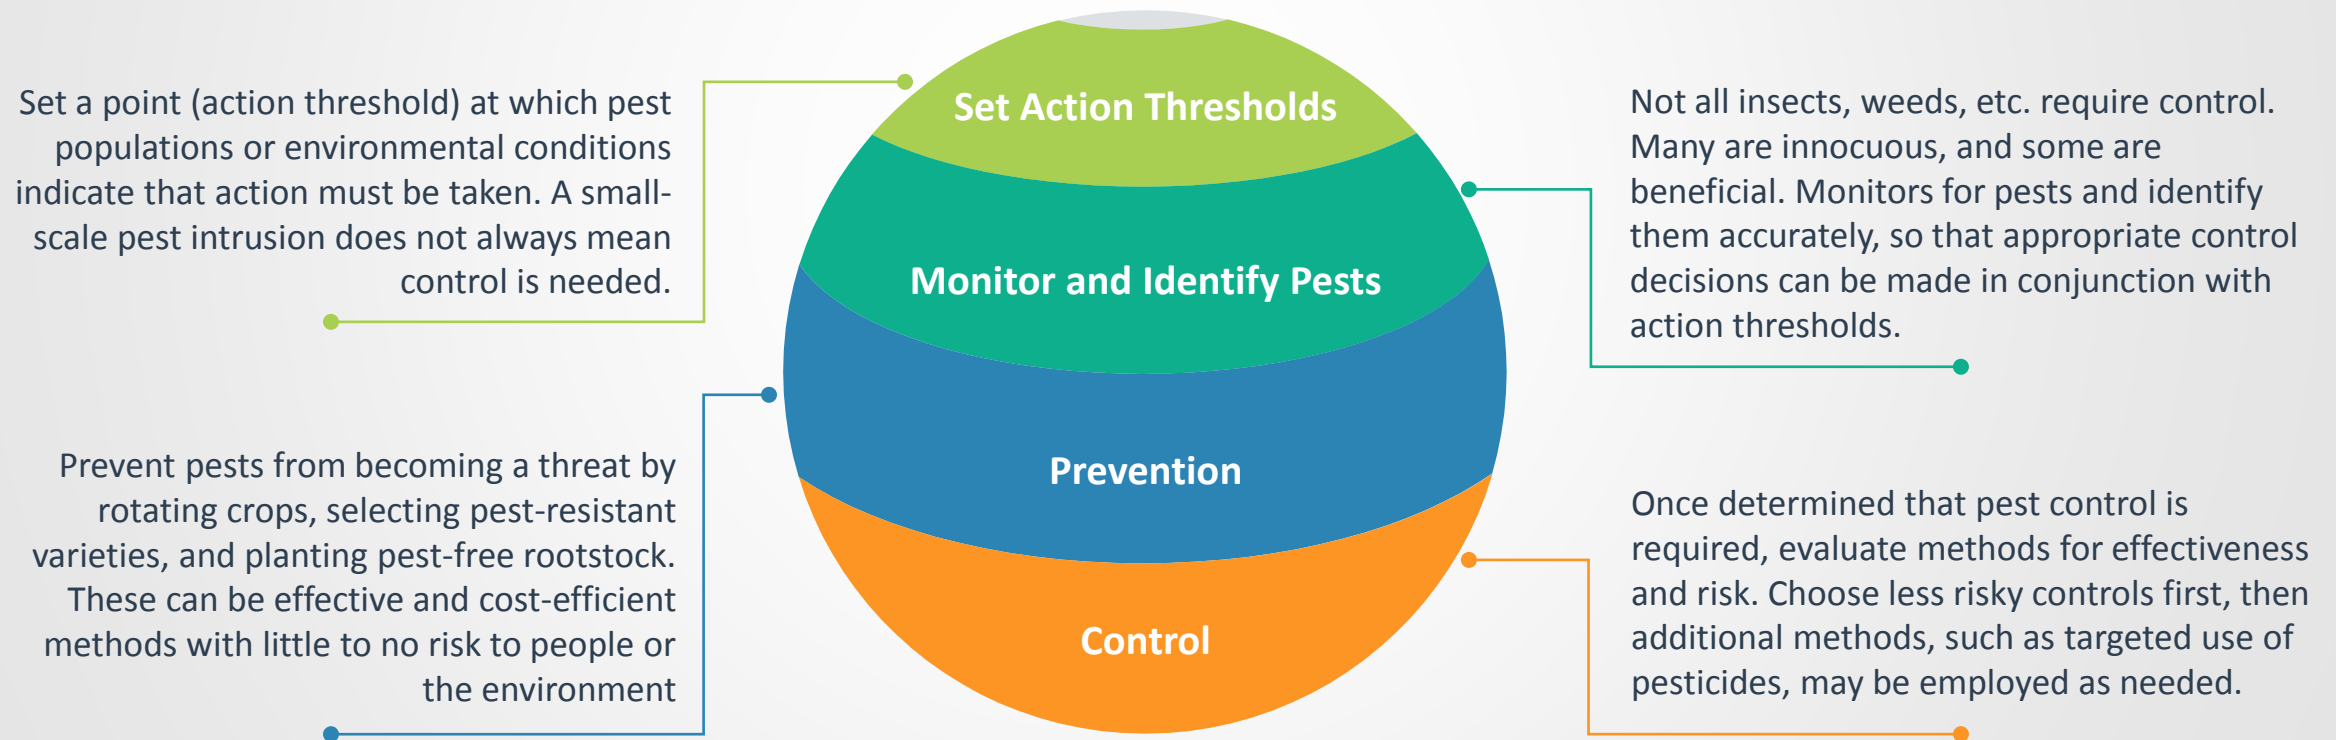 Set a point (action threshold) at which pest
populations or environmental conditions
indicate that action must be taken. A small-
scale pest intrusion does not always mean
control is needed.
Set Action Thresholds
Not all insects, weeds, etc. require control.
Many are innocuous, and some are
beneficial. Monitors for pests and identify
them accurately, so that appropriate control
decisions can be made in conjunction with
action thresholds.
Monitor and Identify Pests
Prevent pests from becoming a threat by
rotating crops, selecting pest-resistant
varieties, and planting pest-free rootstock.
These can be effective and cost-efficient
methods with little to no risk to people or
the environment
Prevention
Once determined that pest control is
required, evaluate methods for effectiveness
and risk. Choose less risky controls first, then
additional methods, such as targeted use of
pesticides, may be employed as needed.
Control